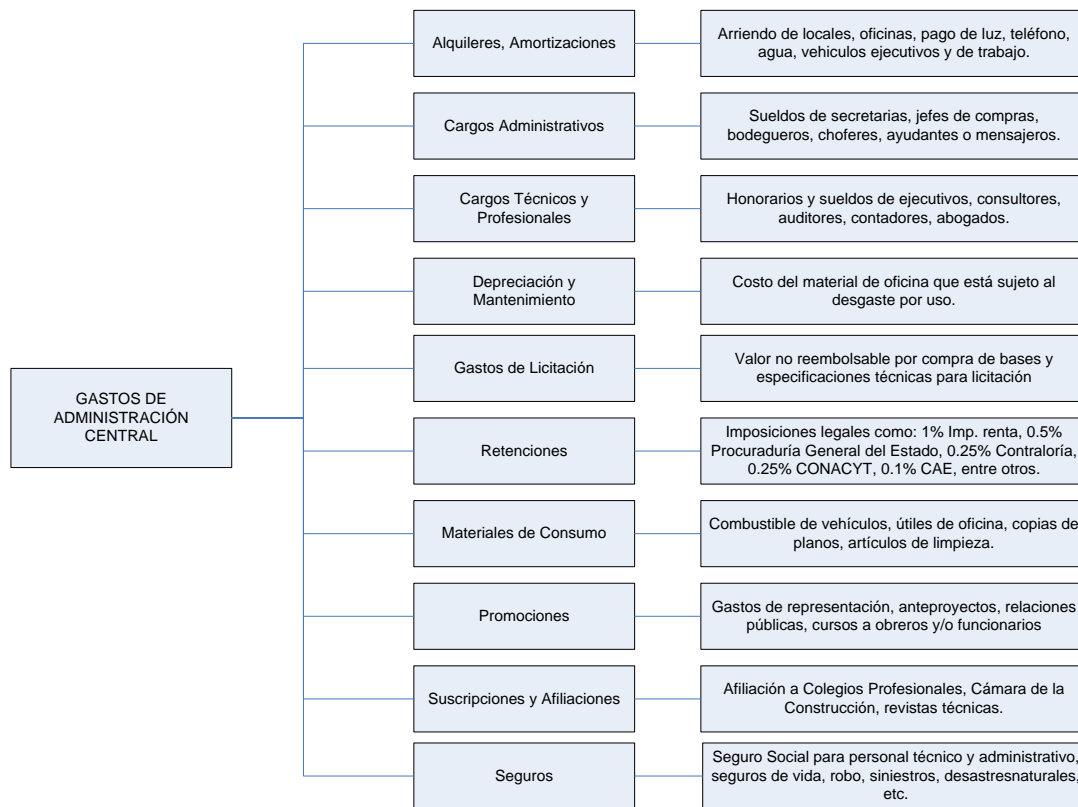 Alquileres, Amortizaciones
Arriendo de locales, oficinas, pago de luz, teléfono,
agua, vehiculos ejecutivos y de trabajo.
Cargos Administrativos
Sueldos de secretarias, jefes de compras,
bodegueros, choferes, ayudantes o mensajeros.
Cargos Técnicos y
Profesionales
Honorarios y sueldos de ejecutivos, consultores,
auditores, contadores, abogados.
Depreciación y
Mantenimiento
Costo del material de oficina que está sujeto al
desgaste por uso.
Gastos de Licitación
Valor no reembolsable por compra de bases y
especificaciones técnicas para licitación
GASTOS DE
ADMINISTRACIÓN
CENTRAL
Retenciones
Imposiciones legales como: 1% Imp. renta, 0.5%
Procuraduría General del Estado, 0.25% Contraloría,
0.25% CONACYT, 0.1% CAE, entre otros.
Materiales de Consumo
Combustible de vehículos, útiles de oficina, copias de
planos, artículos de limpieza.
Promociones
Gastos de representación, anteproyectos, relaciones
públicas, cursos a obreros y/o funcionarios
Suscripciones y Afiliaciones
Afiliación a Colegios Profesionales, Cámara de la
Construcción, revistas técnicas.
Seguros
Seguro Social para personal técnico y administrativo,
seguros de vida, robo, siniestros, desastresnaturales,
etc.